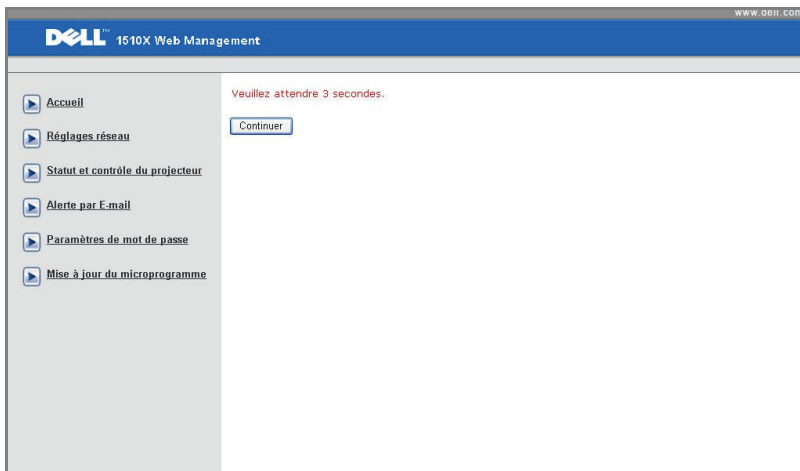 www.dell.com
DELL™ 1510X Web Management
Accueil
Réglages réseau
Statut et contrôle du projecteur
Alerte par E-mail
Paramètres de mot de passe
Mise à jour du microprogramme
Veuillez attendre 3 secondes.
Continuer